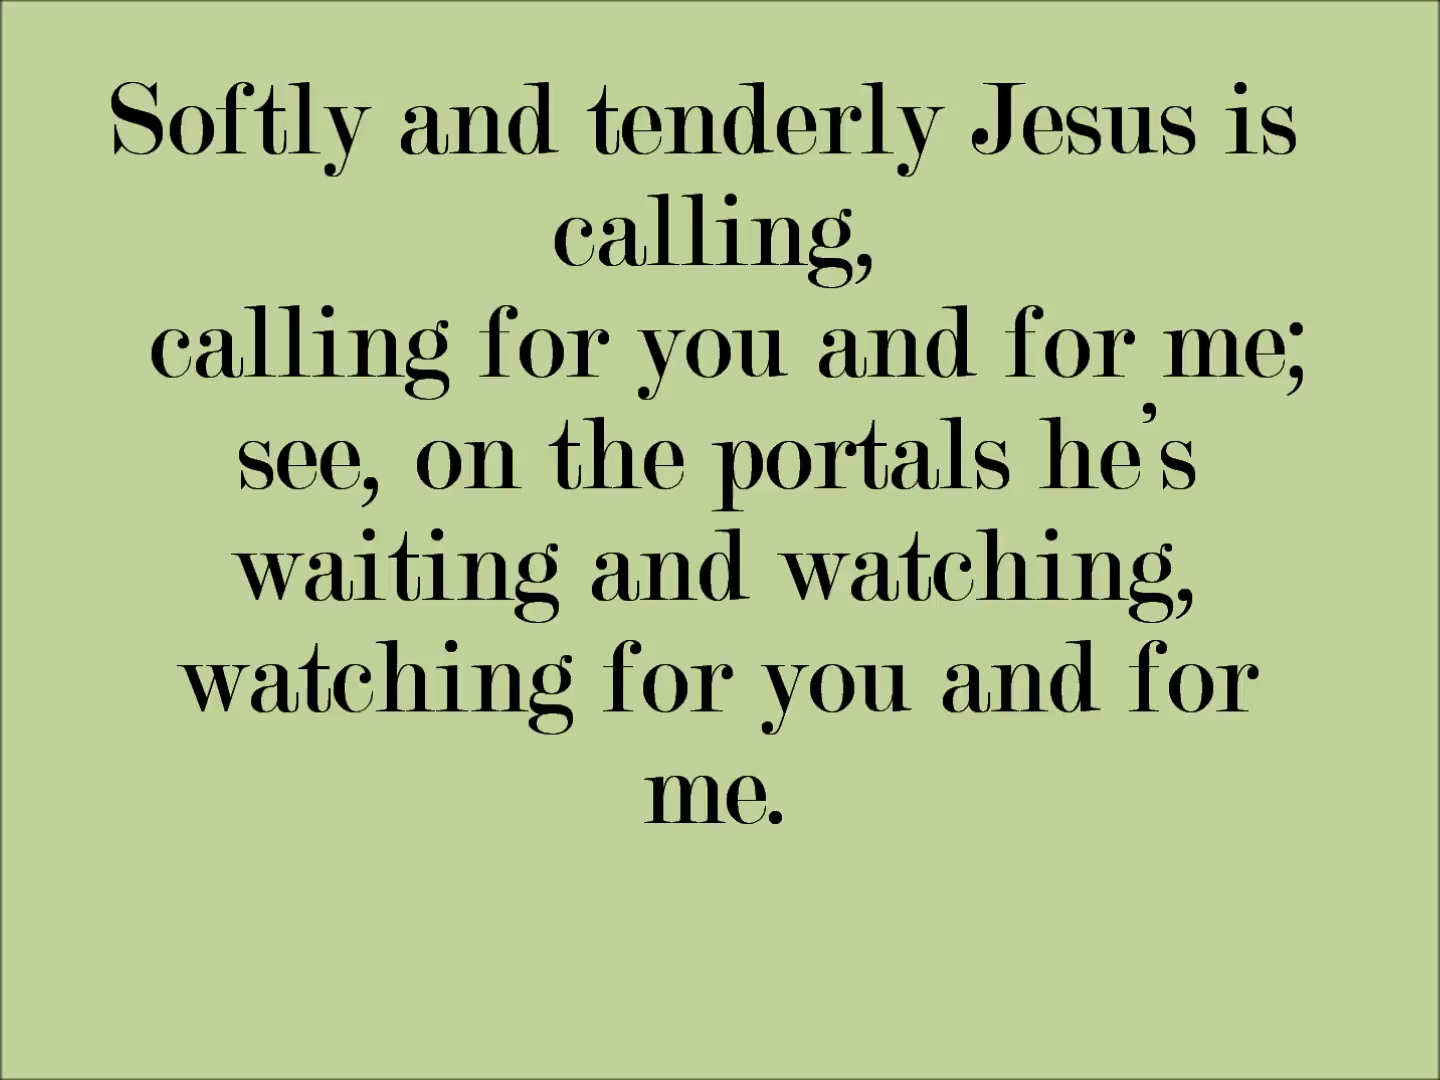 Softly and tenderly Jesus is
calling,
calling for you and for me;
see, on the portals he’s
waiting and watching,
watching for you and for
me.